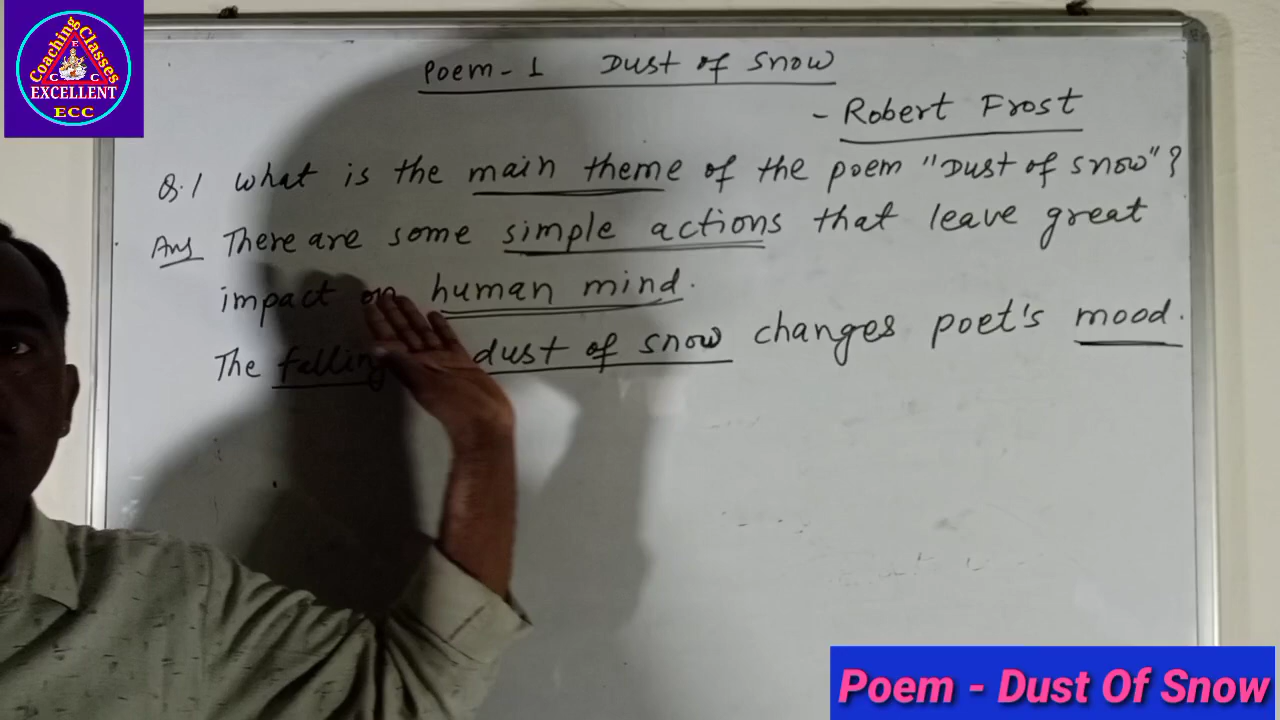 Coaching Classes
E
C C
EXCELLENT
ECC
Poem - 1 Dust of Snow
- Robert Frost
Q.1 What is the main theme of the poem "Dust of snow"?
Ans There are some simple actions that leave great
impact on human mind.
The falling dust of snow changes poet's mood.
Poem - Dust Of Snow